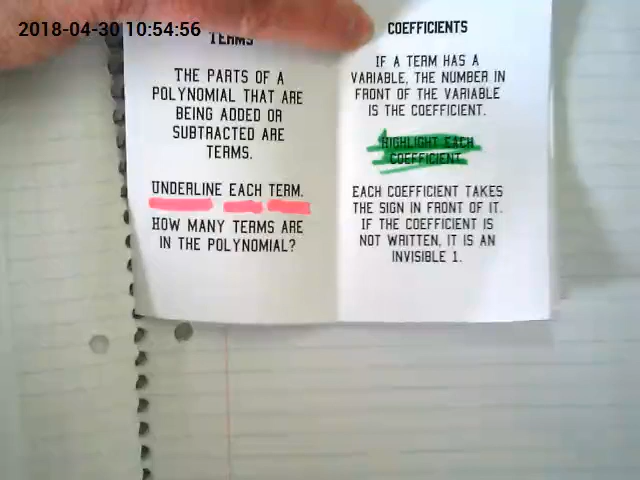 2018-04-30 10:54:56
TERMS
THE PARTS OF A
POLYNOMIAL THAT ARE
BEING ADDED OR
SUBTRACTED ARE
TERMS.
UNDERLINE EACH TERM.
HOW MANY TERMS ARE
IN THE POLYNOMIAL?
COEFFICIENTS
IF A TERM HAS A
VARIABLE, THE NUMBER IN
FRONT OF THE VARIABLE
IS THE COEFFICIENT.
HIGHLIGHT EACH
COEFFICIENT.
EACH COEFFICIENT TAKES
THE SIGN IN FRONT OF IT.
IF THE COEFFICIENT IS
NOT WRITTEN, IT IS AN
INVISIBLE 1.